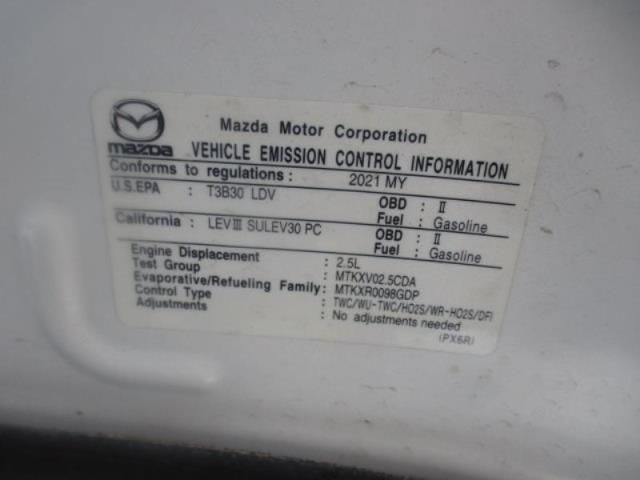 mazda
Mazda Motor Corporation
VEHICLE EMISSION CONTROL INFORMATION
Conforms to regulations : 2021 MY
U.S.EPA : T3B30 LDV OBD : II
Fuel : Gasoline
California : LEVIII SULEV30 PC OBD : II
Fuel : Gasoline
Engine Displacement : 2.5L
Test Group : MTKXV02.5CDA
Evaporative/Refueling Family: MTKXR0098GDP
Control Type : TWC/WU-TWC/HO2S/WR-HO2S/DFI
Adjustments : No adjustments needed
(PX6R)